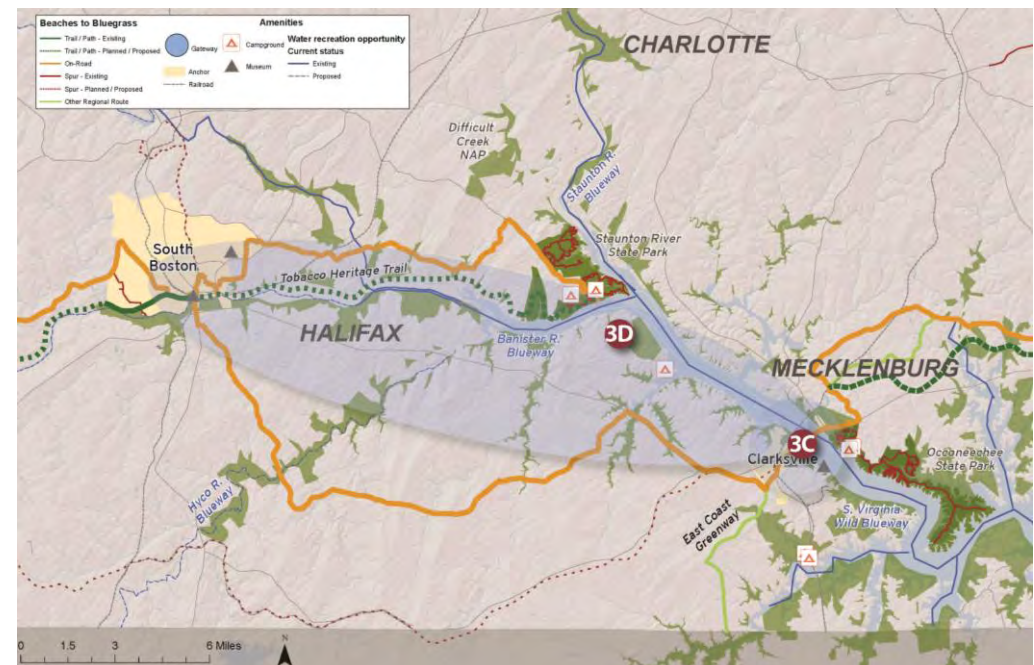 Beaches to Bluegrass
Trail / Path - Existing
Trail / Path - Planned / Proposed
On-Road
Spur - Existing
Spur - Planned / Proposed
Other Regional Route
Gateway
Anchor
Railroad
Amenities
Campground
Museum
Water recreation opportunity
Current status
Existing
Proposed
CHARLOTTE
Difficult
Creek
NAP
Staunton R.
Blueway
Staunton River
State Park
South
Boston
Tobacco Heritage Trail
HALIFAX
Banister R.
Blueway
3D
MECKLENBURG
3C
Clarksville
Occoneechee
State Park
Hyco R.
Blueway
East Coast
Greenway
S. Virginia
Wild Blueway
0 1.5 3 6 Miles
N